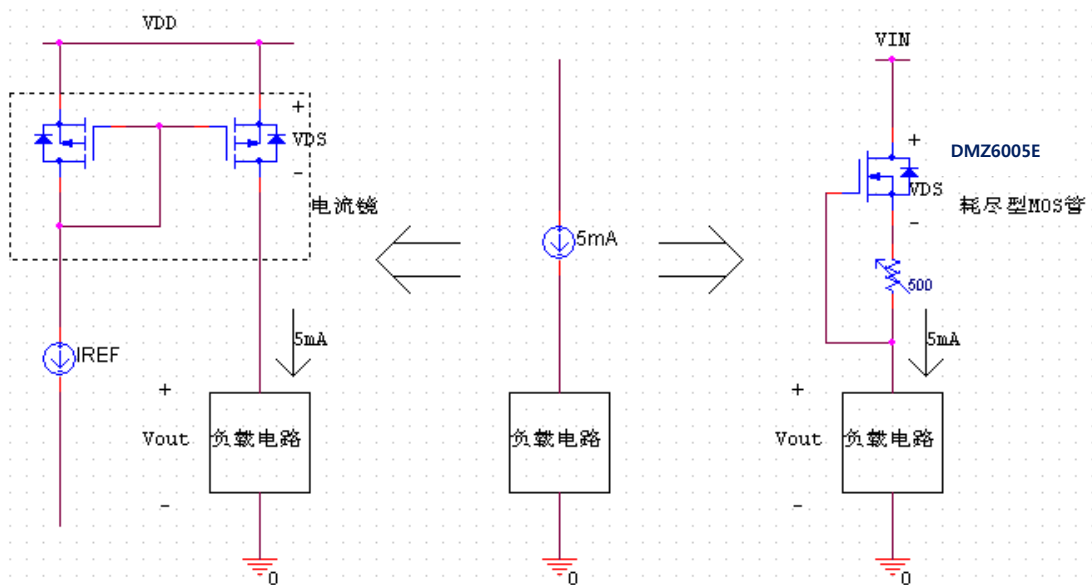 VDD
+
VDS
-
电流镜
IREF
5mA
+
Vout
-
负载电路
0
5mA
负载电路
0
VIN
+
DMZ6005E
VDS
耗尽型MOS管
-
500
5mA
+
Vout
-
负载电路
0